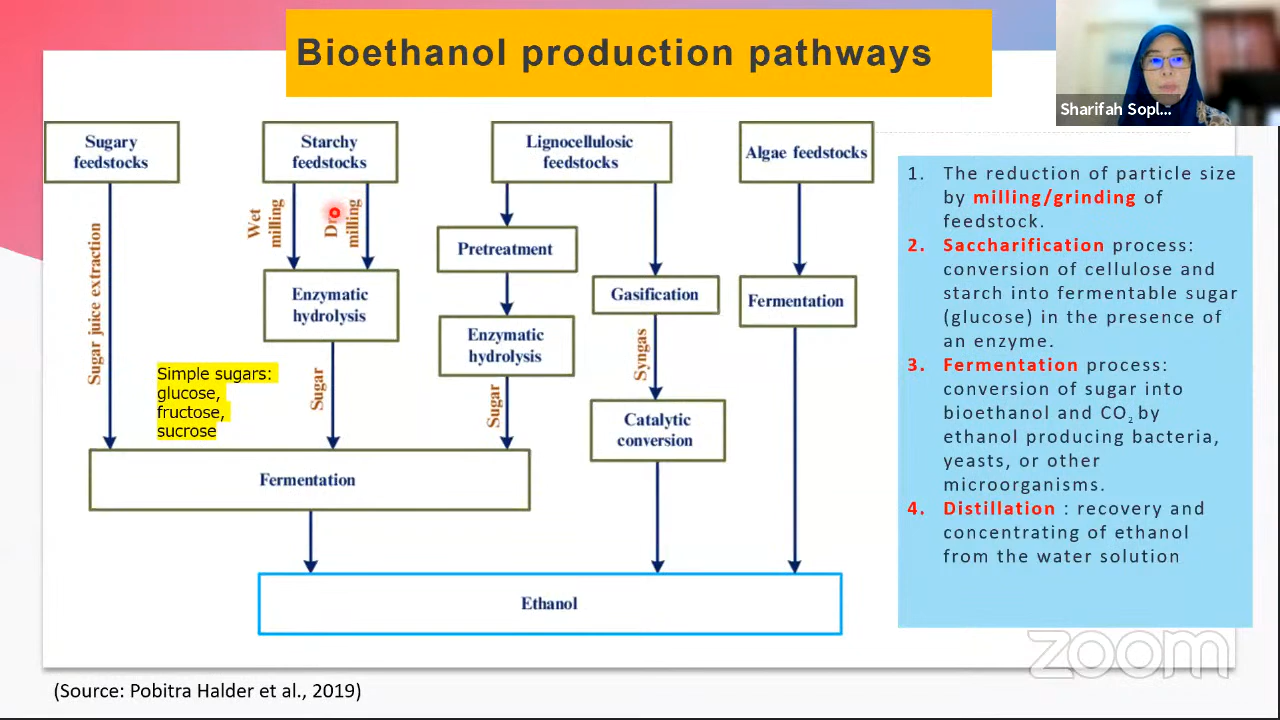 Bioethanol production pathways
Sharifah Sopl...
Sugary
feedstocks
Starchy
feedstocks
Lignocellulosic
feedstocks
Algae feedstocks
Sugar juice extraction
Wet
milling
milling
Pretreatment
Enzymatic
hydrolysis
Gasification
Fermentation
Enzymatic
hydrolysis
Simple sugars:
glucose,
fructose,
sucrose
Sugar
Sugar
Syngas
Catalytic
conversion
Fermentation
Ethanol
1. The reduction of particle size
by milling/grinding of
feedstock.
2. Saccharification process:
conversion of cellulose and
starch into fermentable sugar
(glucose) in the presence of
an enzyme.
3. Fermentation process:
conversion of sugar into
bioethanol and CO2 by
ethanol producing bacteria,
yeasts, or other
microorganisms.
4. Distillation : recovery and
concentrating of ethanol
from the water solution
zoom
(Source: Pobitra Halder et al., 2019)